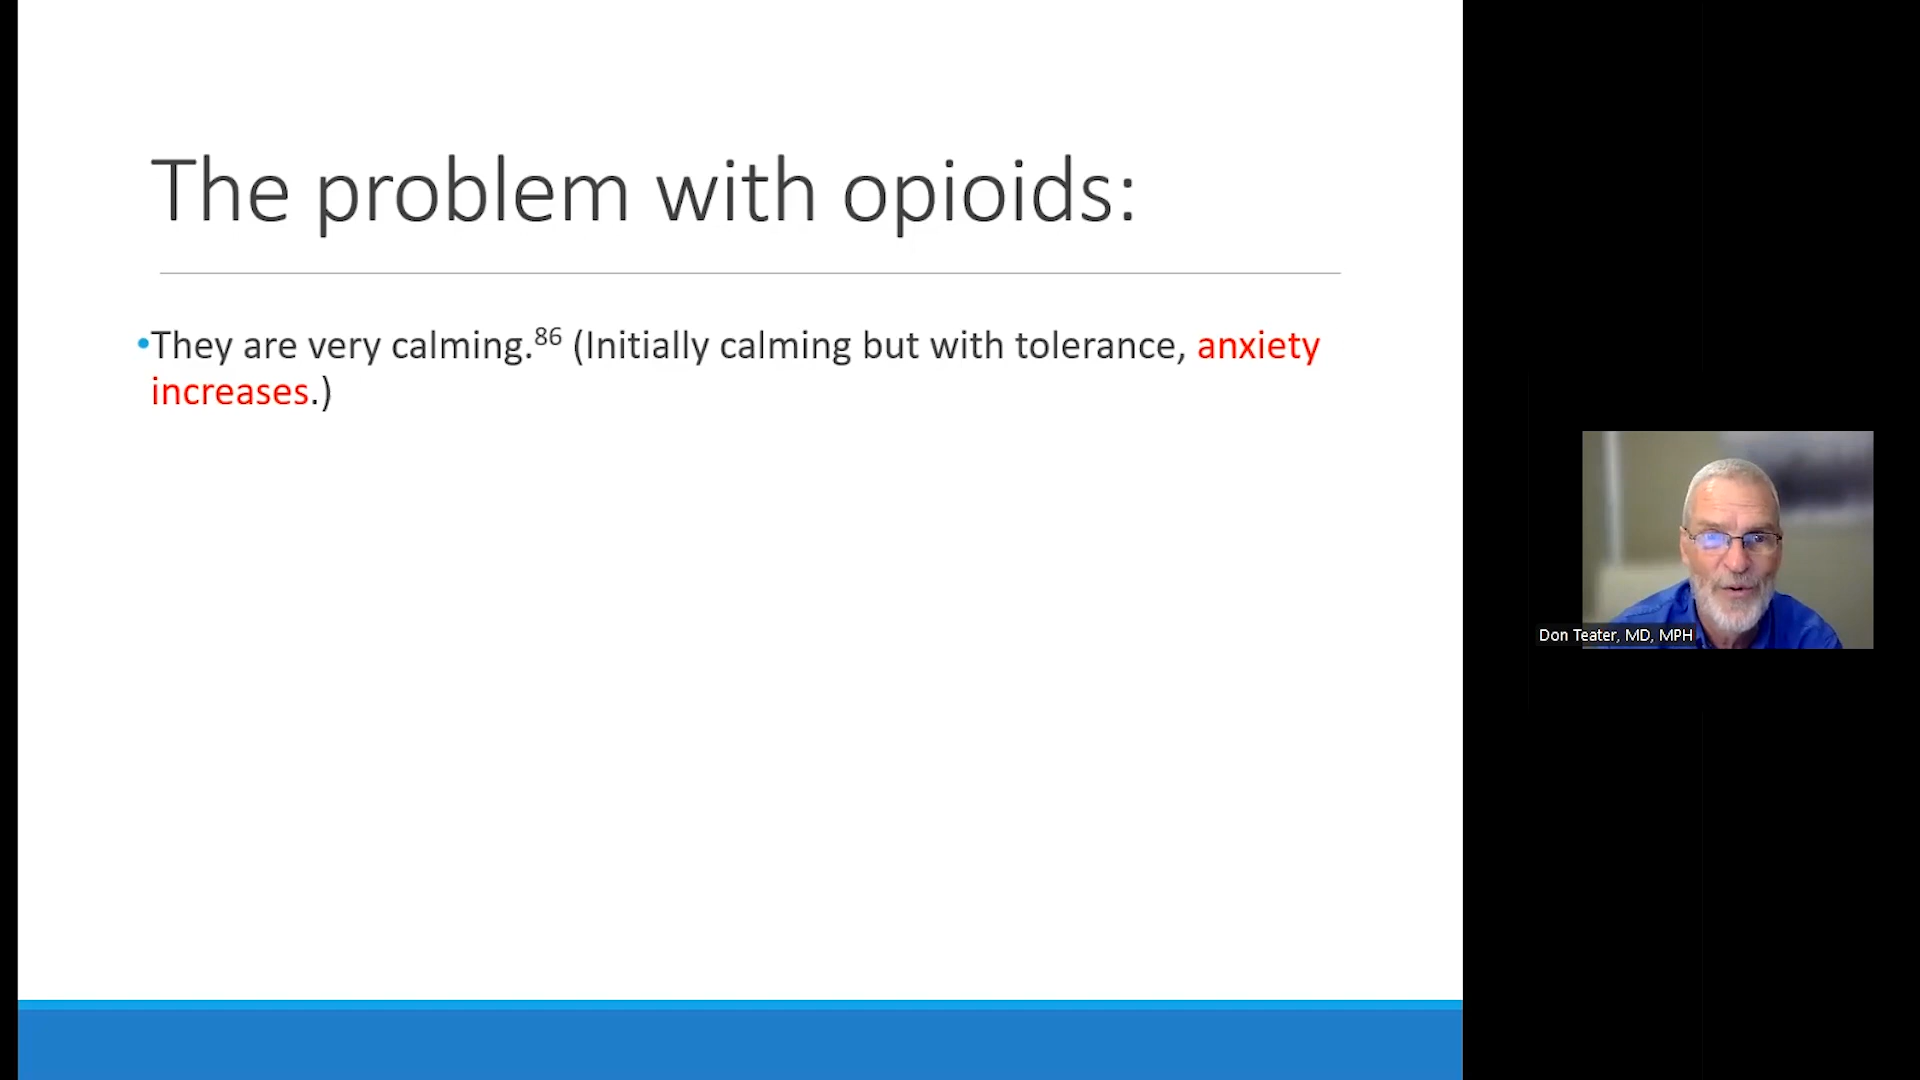 The problem with opioids:
•They are very calming.86 (Initially calming but with tolerance, anxiety
increases.)
Don Teater, MD, MPH